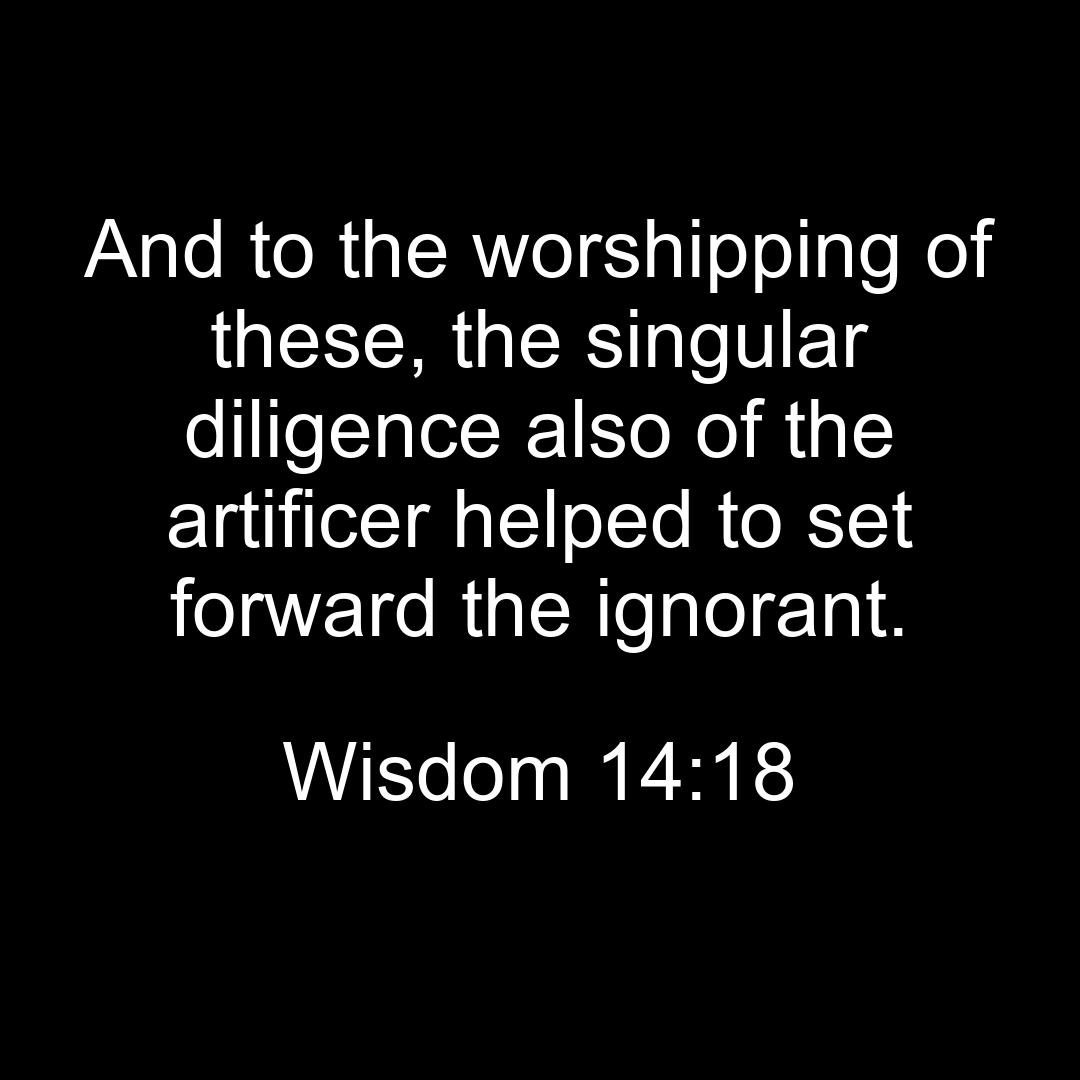 And to the worshipping of
these, the singular
diligence also of the
artificer helped to set
forward the ignorant.
Wisdom 14:18